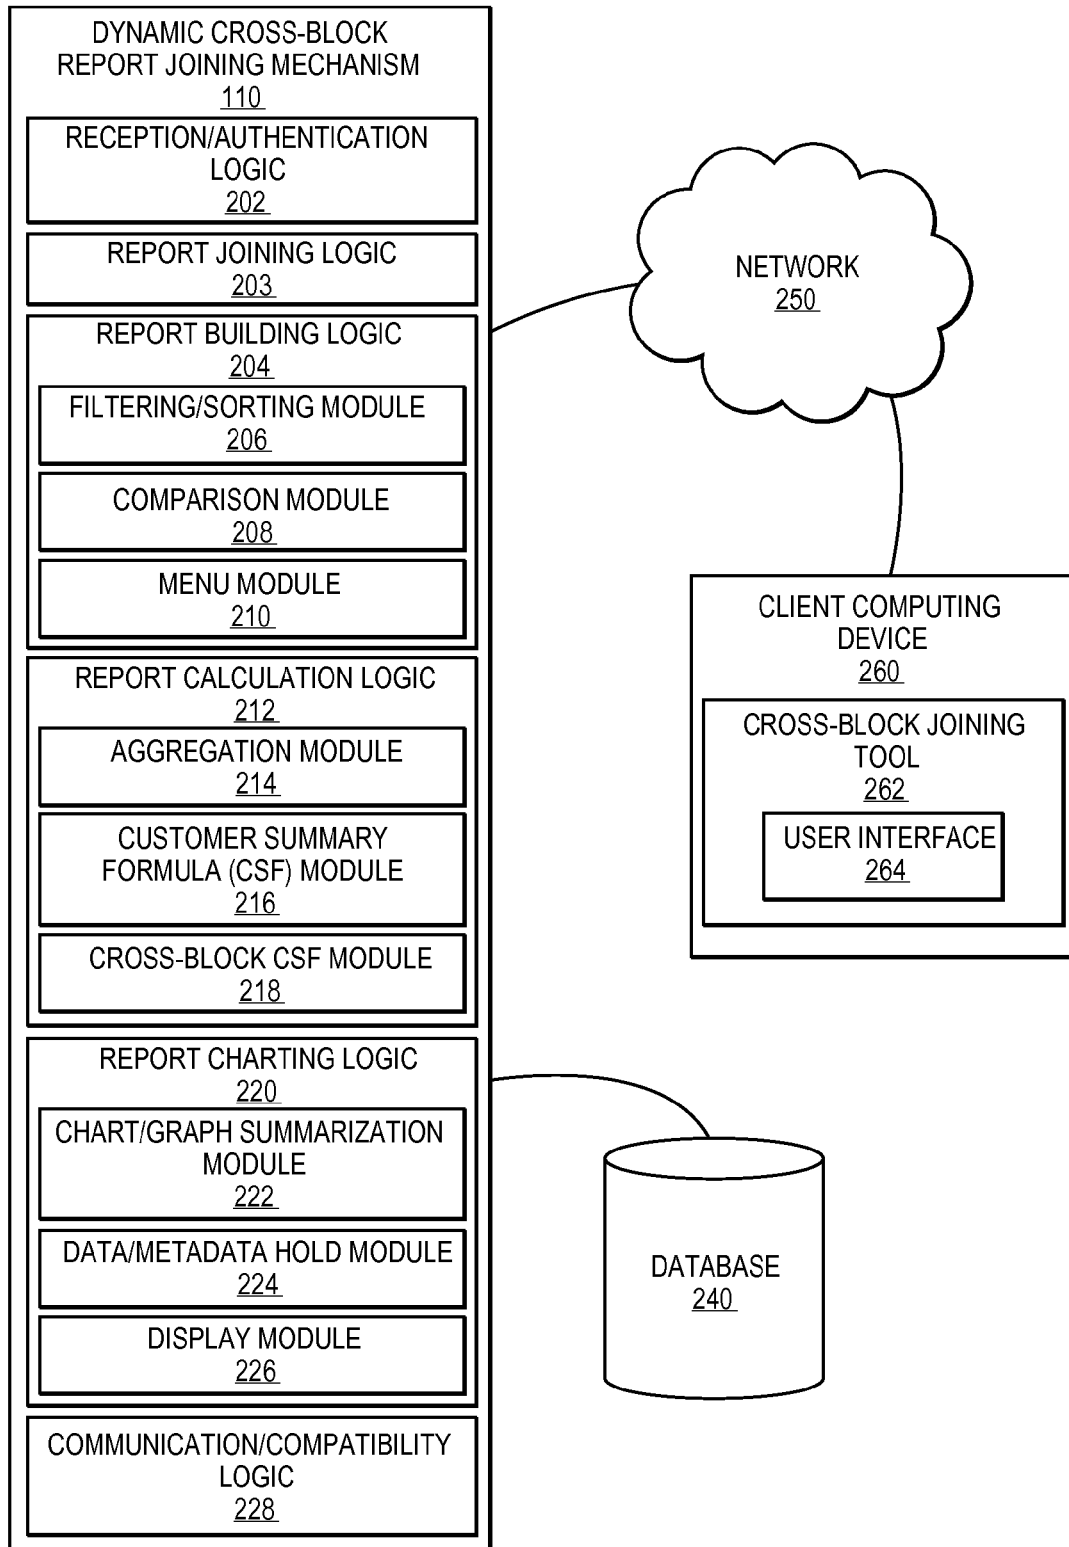 DYNAMIC CROSS-BLOCK
REPORT JOINING MECHANISM
110
RECEPTION/AUTHENTICATION
LOGIC
202
REPORT JOINING LOGIC
203
REPORT BUILDING LOGIC
204
FILTERING/SORTING MODULE
206
COMPARISON MODULE
208
MENU MODULE
210
REPORT CALCULATION LOGIC
212
AGGREGATION MODULE
214
CUSTOMER SUMMARY
FORMULA (CSF) MODULE
216
CROSS-BLOCK CSF MODULE
218
REPORT CHARTING LOGIC
220
CHART/GRAPH SUMMARIZATION
MODULE
222
DATA/METADATA HOLD MODULE
224
DISPLAY MODULE
226
COMMUNICATION/COMPATIBILITY
LOGIC
228
NETWORK
250
CLIENT COMPUTING
DEVICE
260
CROSS-BLOCK JOINING
TOOL
262
USER INTERFACE
264
DATABASE
240